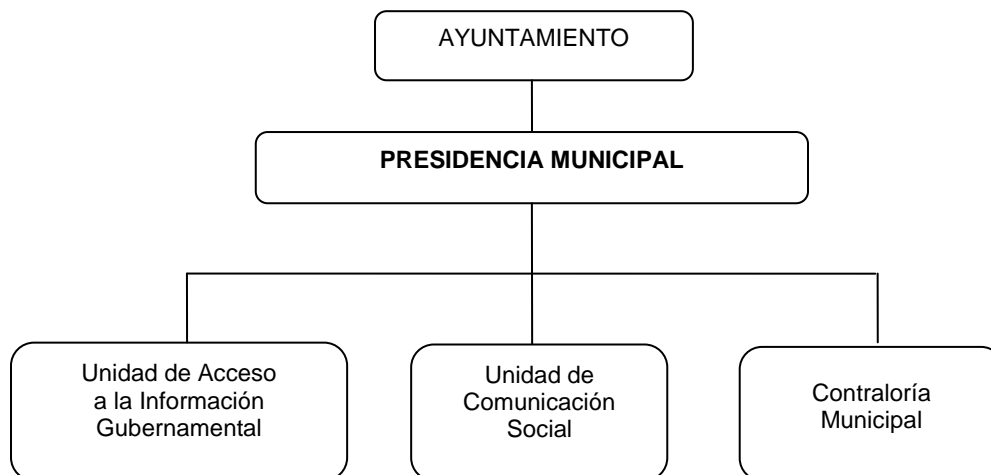 AYUNTAMIENTO
PRESIDENCIA MUNICIPAL
Unidad de Acceso
a la Información
Gubernamental
Unidad de
Comunicación
Social
Contraloría
Municipal